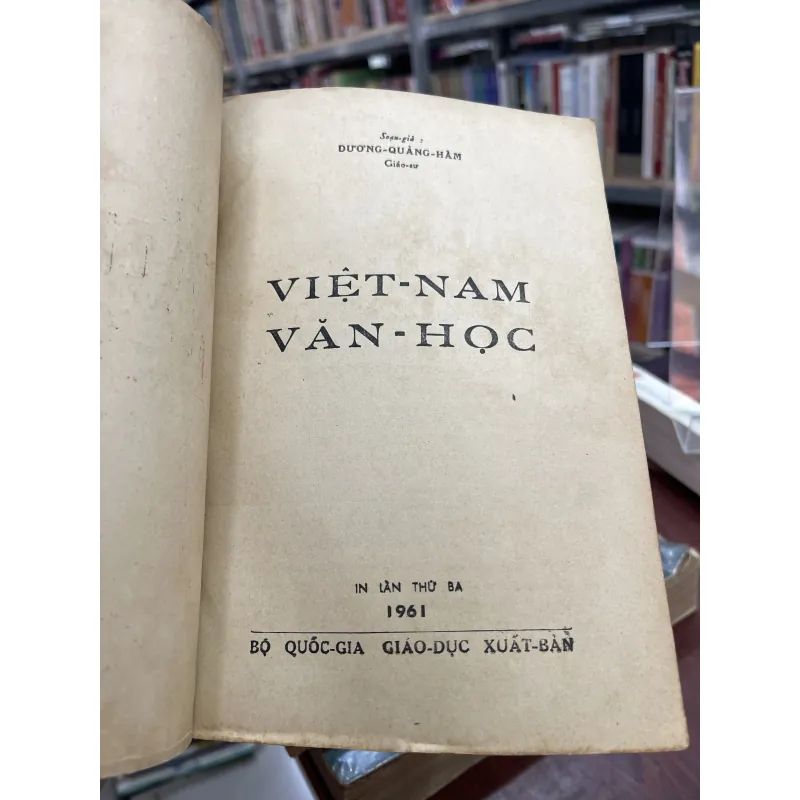 Soạn-giả :
DƯƠNG-QUẢNG-HÀM
Giáo-sư
VIỆT-NAM
VĂN-HỌC
IN LẦN THỨ BA
1961
BỘ QUỐC-GIA GIÁO-DỤC XUẤT-BẢN